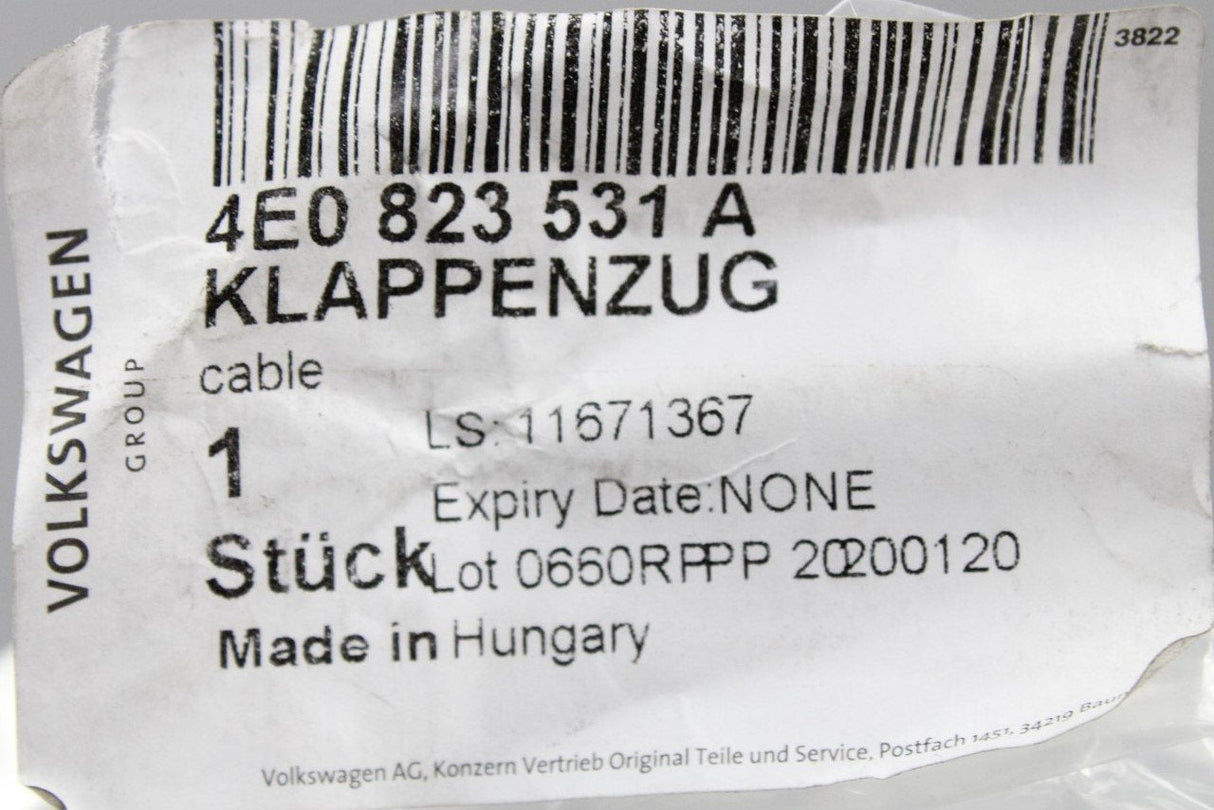 3822
4E0 823 531 A
KLAPPENZUG
cable
LS: 11671367
1
Expiry Date:NONE
Stück
Lot 0660RPPPP 20200120
Made in Hungary
VOLKSWAGEN
GROUP
Volkswagen AG, Konzern Vertrieb Original Teile und Service, Postfach 1451, 34219